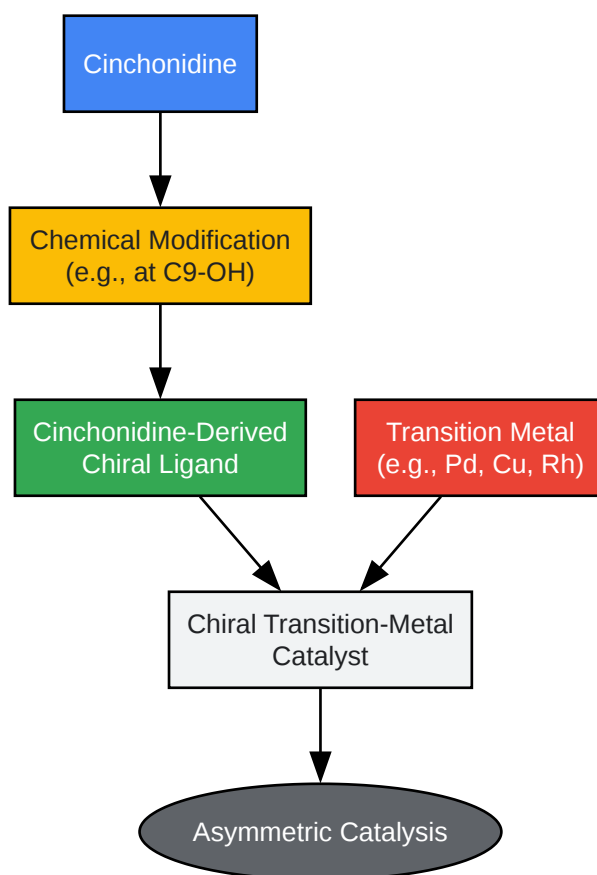 Cinchonidine
Chemical Modification
(e.g., at C9-OH)
Cinchonidine-Derived
Chiral Ligand
Transition Metal
(e.g., Pd, Cu, Rh)
Chiral Transition-Metal
Catalyst
Asymmetric Catalysis